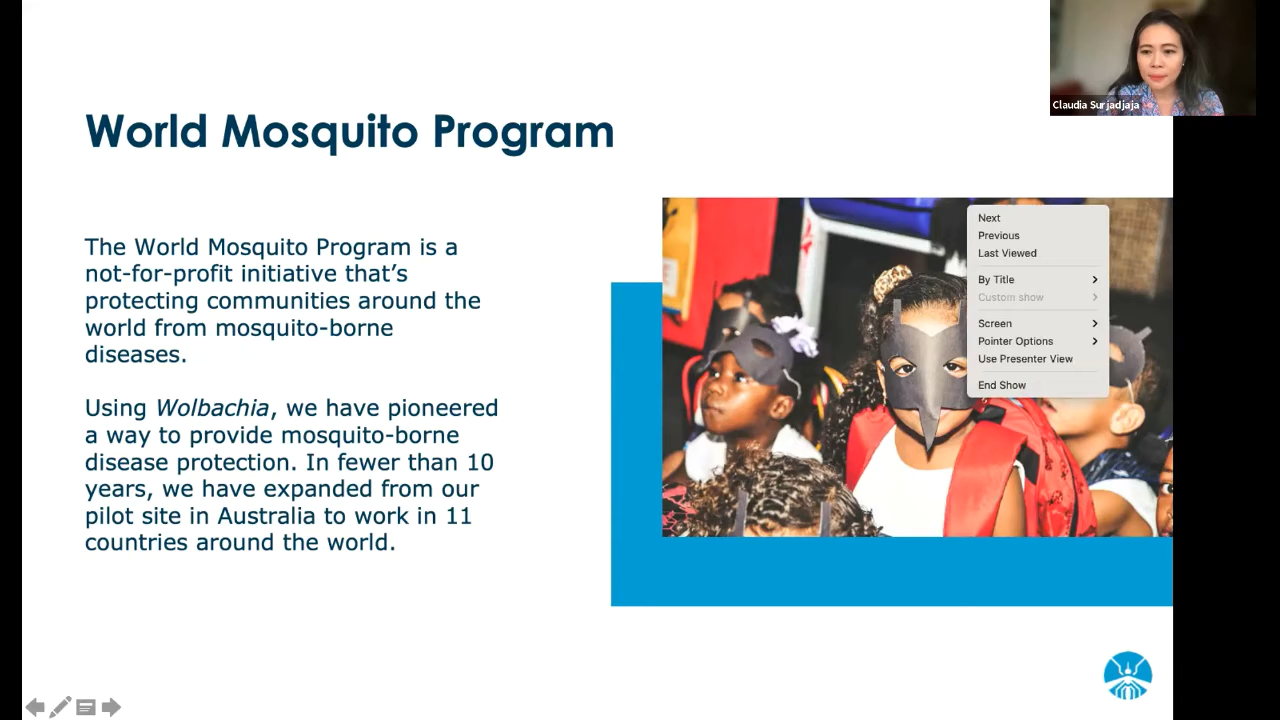 Claudia Surjadjaja
World Mosquito Program
The World Mosquito Program is a
not-for-profit initiative that’s
protecting communities around the
world from mosquito-borne
diseases.
Using Wolbachia, we have pioneered
a way to provide mosquito-borne
disease protection. In fewer than 10
years, we have expanded from our
pilot site in Australia to work in 11
countries around the world.
Next
Previous
Last Viewed
By Title
Custom show
Screen
Pointer Options
Use Presenter View
End Show